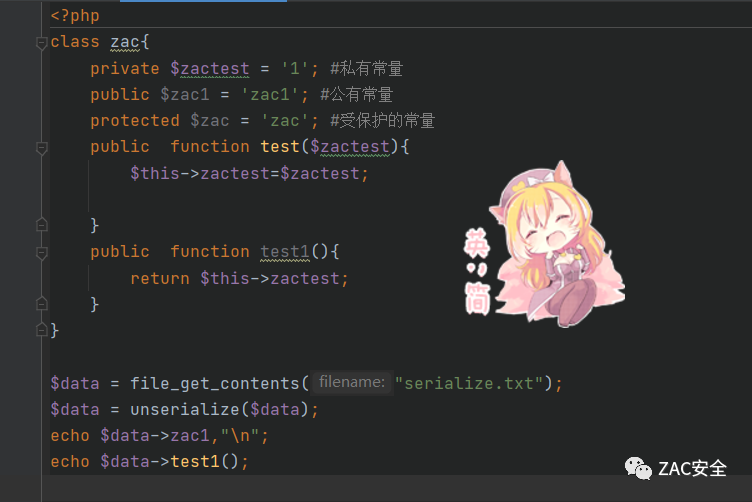 <?php
class zac{
    private $zactest = '1'; #私有常量
    public $zac1 = 'zac1'; #公有常量
    protected $zac = 'zac'; #受保护的常量
    public  function test($zactest){
        $this->zactest=$zactest;
    }
    public  function test1(){
        return $this->zactest;
    }
}
$data = file_get_contents( filename: "serialize.txt");
$data = unserialize($data);
echo $data->zac1,"\n";
echo $data->test1();
英リ简
ZAC安全